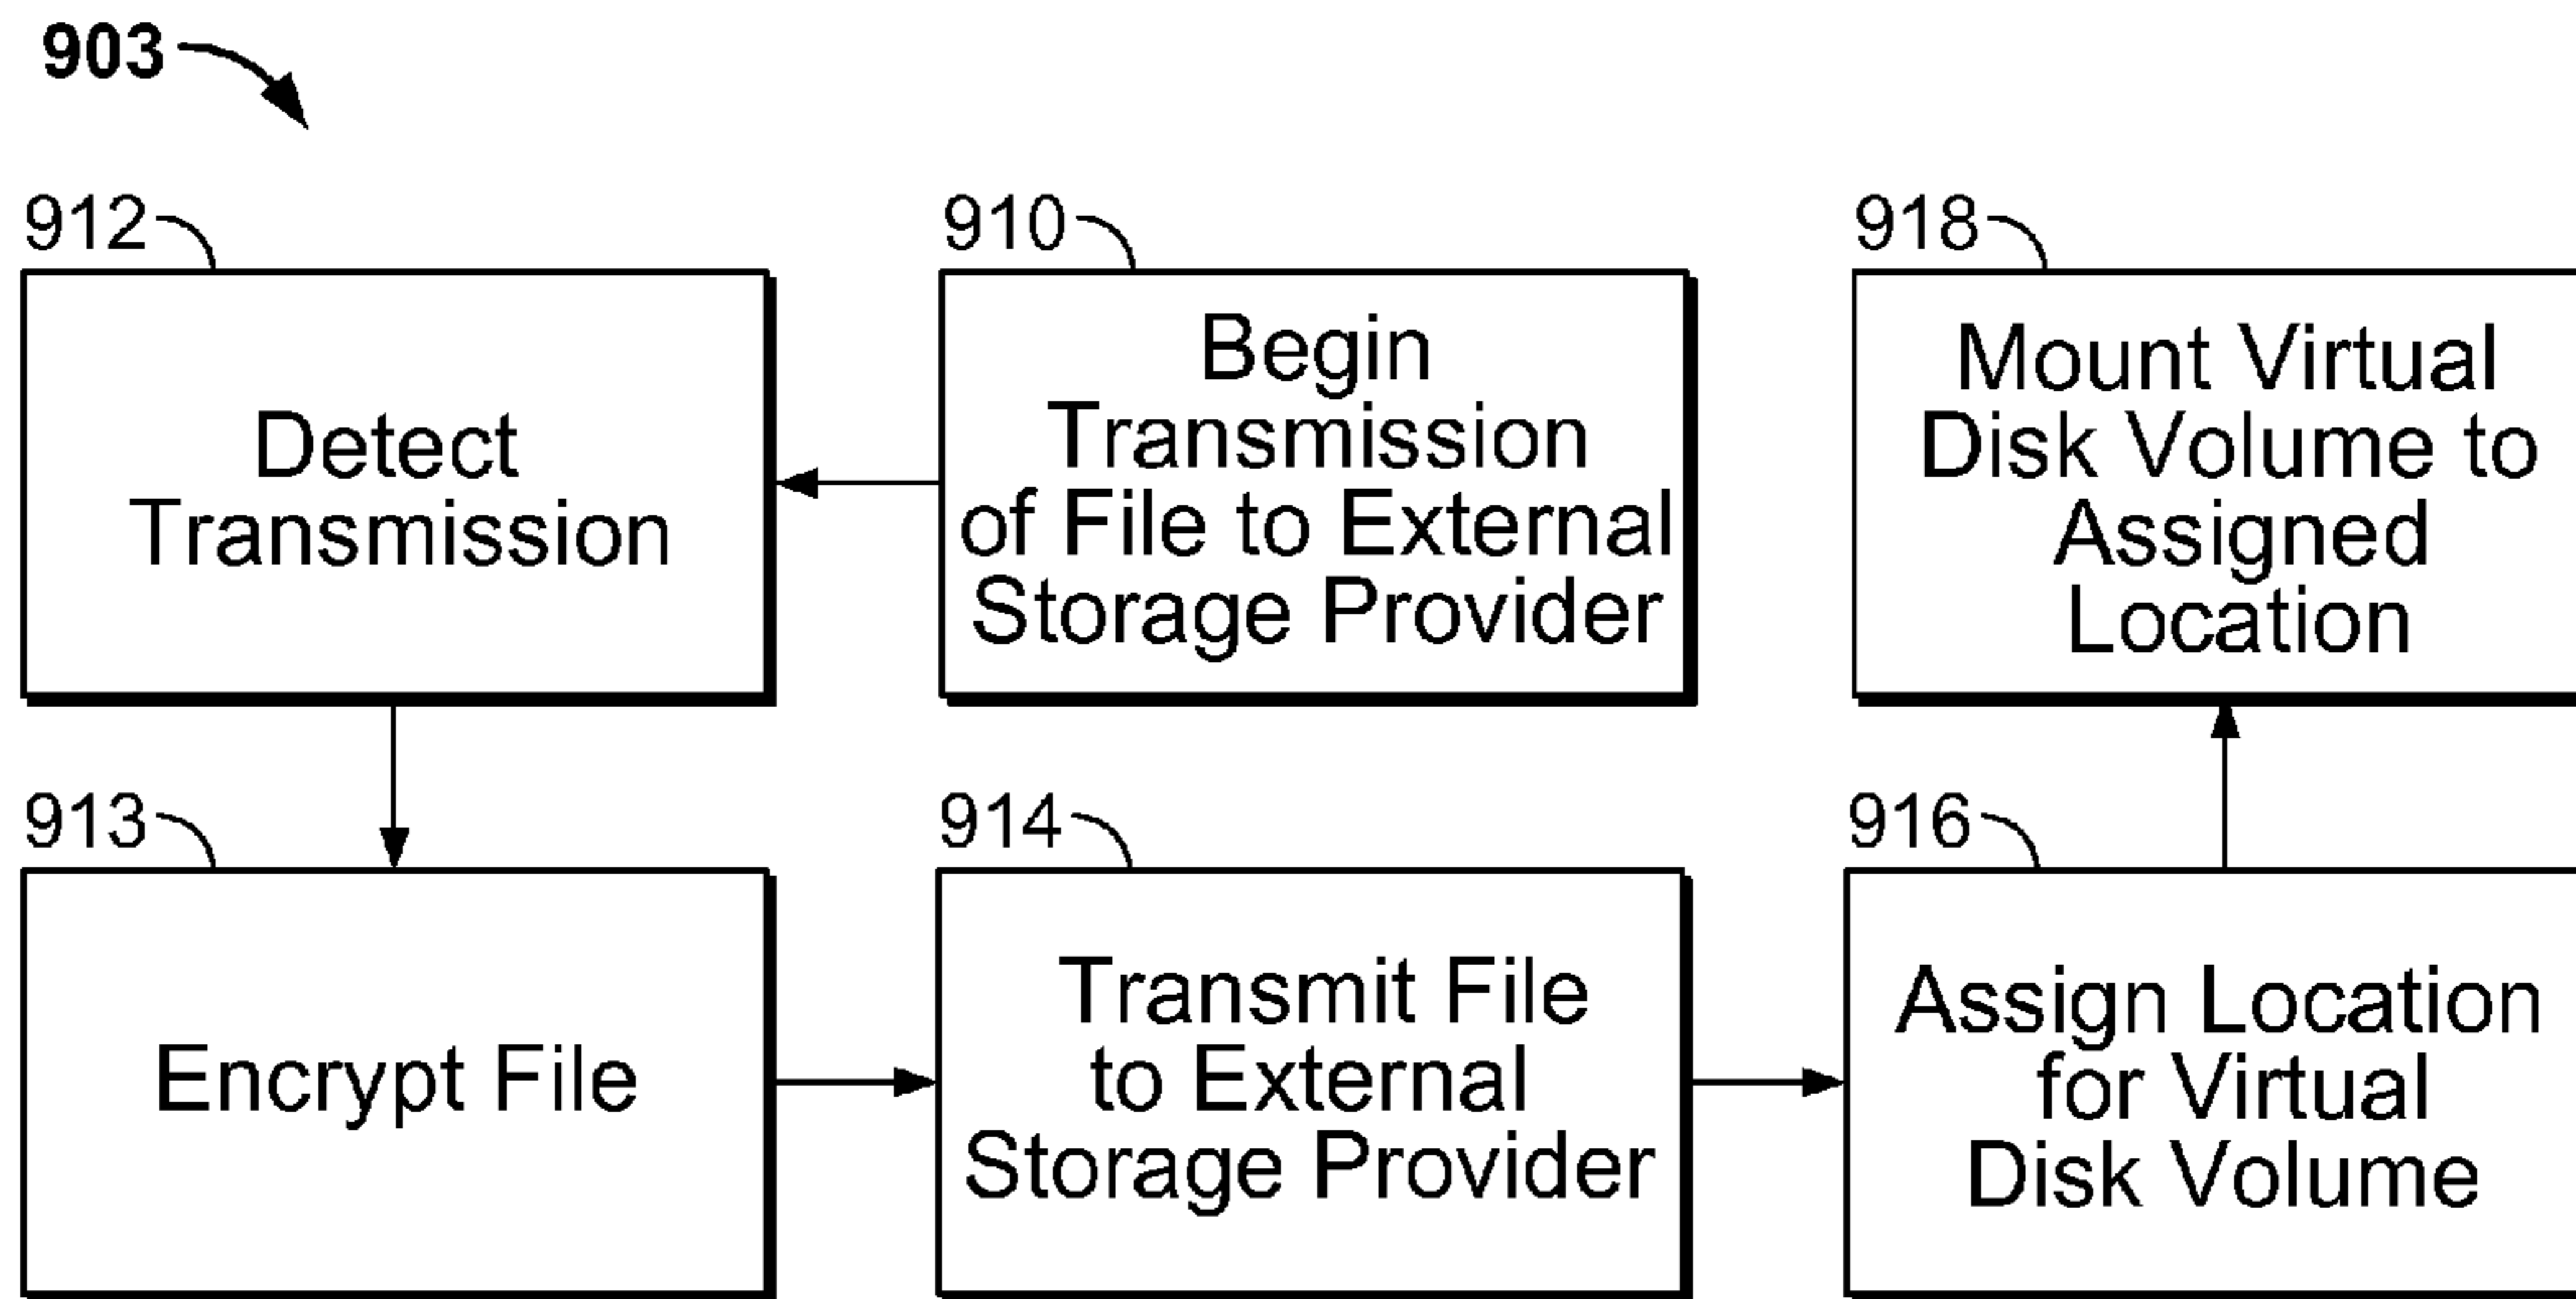 903
912
Detect
Transmission
910
Begin
Transmission
of File to External
Storage Provider
918
Mount Virtual
Disk Volume to
Assigned
Location
913
Encrypt File
914
Transmit File
to External
Storage Provider
916
Assign Location
for Virtual
Disk Volume